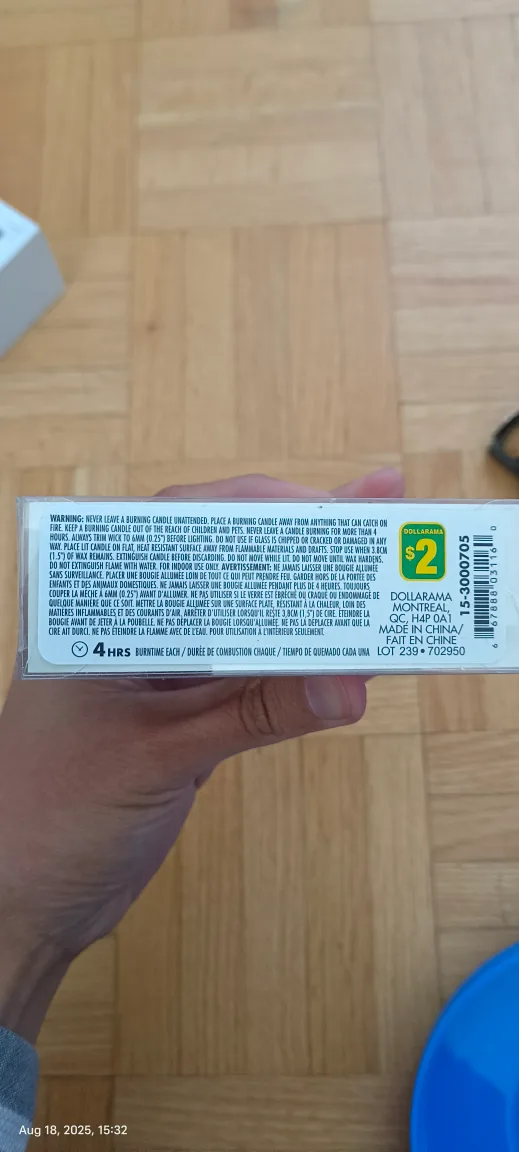 WARNING: NEVER LEAVE A BURNING CANDLE UNATTENDED. PLACE A BURNING CANDLE AWAY FROM ANYTHING THAT CAN CATCH ON
FIRE. KEEP A BURNING CANDLE OUT OF THE REACH OF CHILDREN AND PETS. NEVER LEAVE A CANDLE BURNING FOR MORE THAN 4
HOURS. ALWAYS TRIM WICK TO 6MM (0.25") BEFORE LIGHTING. DO NOT USE IF GLASS IS CHIPPED OR CRACKED OR DAMAGED IN ANY
WAY. PLACE LIT CANDLE ON FLAT, HEAT RESISTANT SURFACE AWAY FROM FLAMMABLE MATERIALS AND DRAFTS. STOP USE WHEN 3.8CM
(1.5") OF WAX REMAINS. EXTINGUISH CANDLE BEFORE DISCARDING. DO NOT MOVE WHILE LIT. DO NOT MOVE UNTIL WAX HARDENS.
DO NOT EXTINGUISH FLAME WITH WATER. FOR INDOOR USE ONLY. AVERTISSEMENT: NE JAMAIS LAISSER UNE BOUGIE ALLUMÉE
SANS SURVEILLANCE. PLACER UNE BOUGIE ALLUMÉE LOIN DE TOUT CE QUI PEUT PRENDRE FEU. GARDER HORS DE LA PORTÉE DES
ENFANTS ET DES ANIMAUX DOMESTIQUES. NE JAMAIS LAISSER UNE BOUGIE ALLUMÉE PENDANT PLUS DE 4 HEURES. TOUJOURS
COUPER LA MÈCHE À 6MM (0.25") AVANT D'ALLUMER. NE PAS UTILISER SI LE VERRE EST ÉBRÉCHÉ OU CRAQUÉ OU ENDOMMAGÉ DE
QUELQUE MANIÈRE QUE CE SOIT. METTRE LA BOUGIE ALLUMÉE SUR UNE SURFACE PLATE, RÉSISTANT À LA CHALEUR, LOIN DES
MATIÈRES INFLAMMABLES ET DES COURANTS D'AIR. ARRÊTER D'UTILISER LORSQU'IL RESTE 3.8CM (1,5") DE CIRE. ÉTEINDRE LA
BOUGIE AVANT DE JETER À LA POUBELLE. NE PAS DÉPLACER LA BOUGIE LORSQU'ALLUMÉE. NE PAS LA DÉPLACER AVANT QUE LA
CIRE AIT DURCI. NE PAS ÉTEINDRE LA FLAMME AVEC DE L'EAU. POUR UTILISATION À L'INTÉRIEUR SEULEMENT.
4 HRS BURNTIME EACH / DURÉE DE COMBUSTION CHAQUE / TIEMPO DE QUEMADO CADA UNA
DOLLARAMA
$2
DOLLARAMA
MONTREAL,
QC, H4P 0A1
MADE IN CHINA/
FAIT EN CHINE
LOT 239 • 702950
15-3000705
6 67888 03116 0
Aug 18, 2025, 15:32